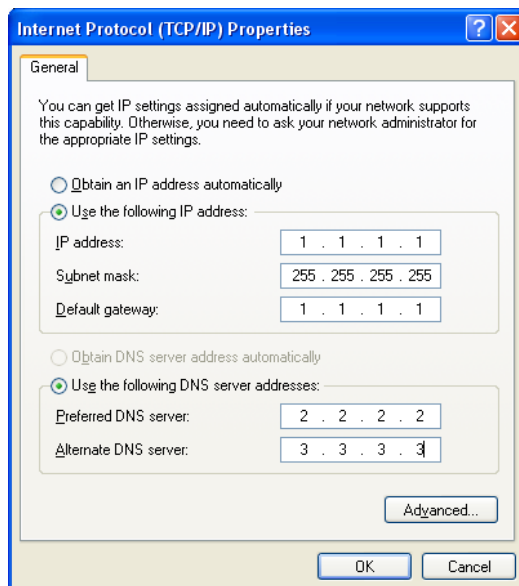 Internet Protocol (TCP/IP) Properties
General
You can get IP settings assigned automatically if your network supports
this capability. Otherwise, you need to ask your network administrator for
the appropriate IP settings.
Obtain an IP address automatically
Use the following IP address:
IP address: 1 . 1 . 1 . 1
Subnet mask: 255 . 255 . 255 . 255
Default gateway: 1 . 1 . 1 . 1
Obtain DNS server address automatically
Use the following DNS server addresses:
Preferred DNS server: 2 . 2 . 2 . 2
Alternate DNS server: 3 . 3 . 3 . 3
Advanced...
OK Cancel